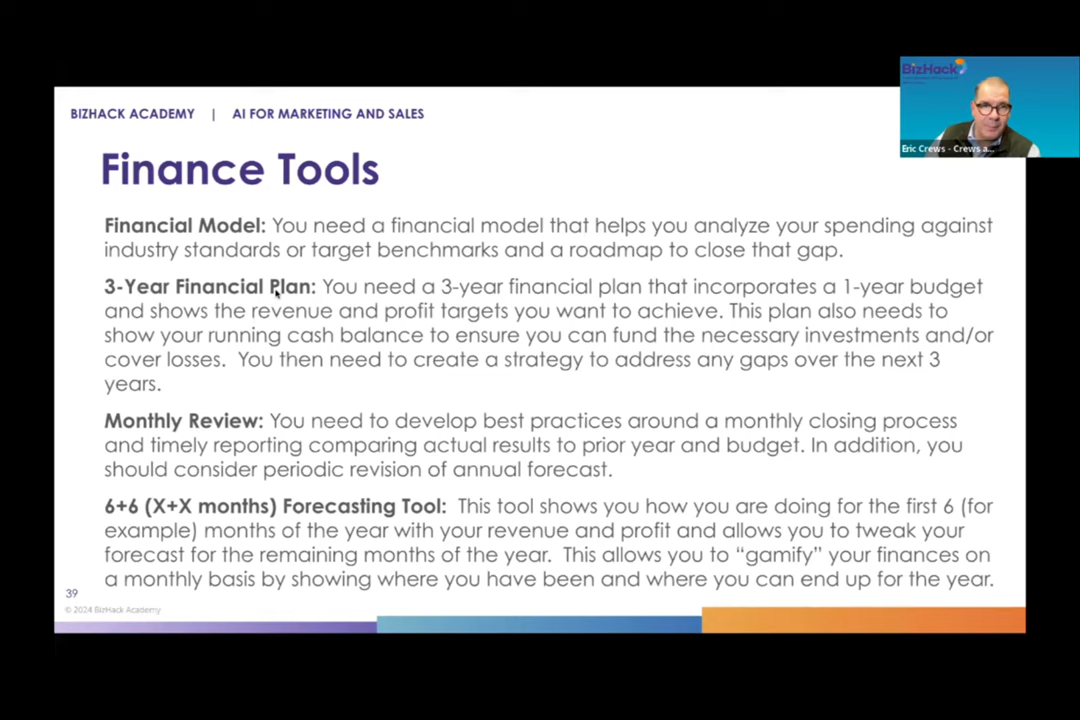 BIZHACK ACADEMY | AI FOR MARKETING AND SALES
BizHack
Eric Crews - Crews a...
Finance Tools
Financial Model: You need a financial model that helps you analyze your spending against
industry standards or target benchmarks and a roadmap to close that gap.
3-Year Financial Plan: You need a 3-year financial plan that incorporates a 1-year budget
and shows the revenue and profit targets you want to achieve. This plan also needs to
show your running cash balance to ensure you can fund the necessary investments and/or
cover losses. You then need to create a strategy to address any gaps over the next 3
years.
Monthly Review: You need to develop best practices around a monthly closing process
and timely reporting comparing actual results to prior year and budget. In addition, you
should consider periodic revision of annual forecast.
6+6 (X+X months) Forecasting Tool: This tool shows you how you are doing for the first 6 (for
example) months of the year with your revenue and profit and allows you to tweak your
forecast for the remaining months of the year. This allows you to “gamify” your finances on
a monthly basis by showing where you have been and where you can end up for the year.
39
© 2024 BizHack Academy